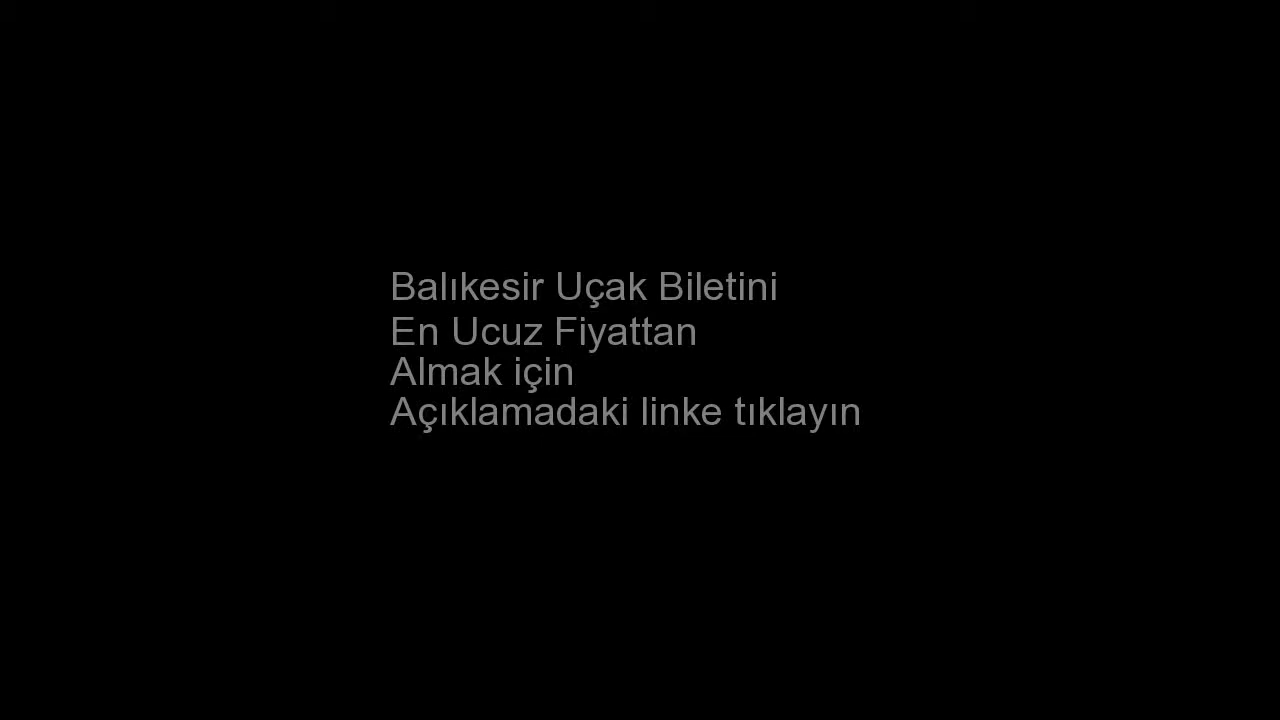 Balıkesir Uçak Biletini
En Ucuz Fiyattan
Almak için
Açıklamadaki linke tıklayın